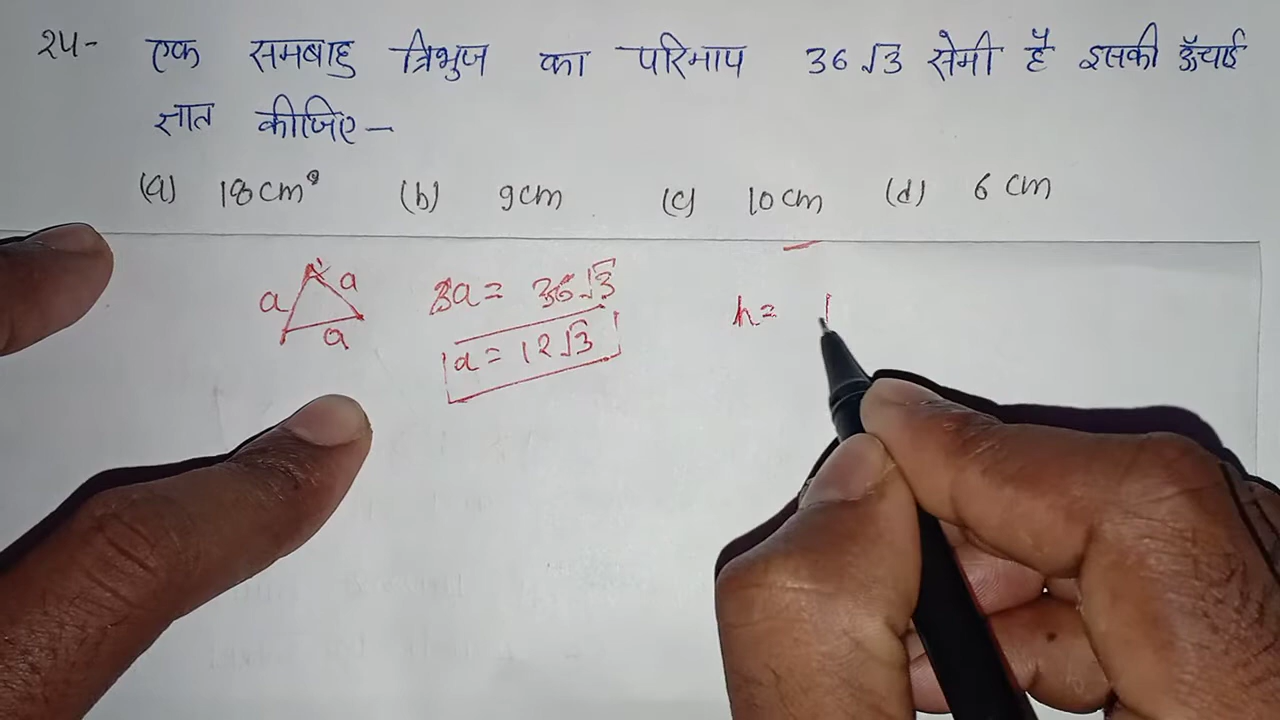 २५- एक समबाहु त्रिभुज का परिमाप 36√3 सेमी है इसकी ऊँचाई
ज्ञात कीजिए-
(a) 18cm (b) 9cm (c) 10cm (d) 6 cm
a a a
3a = 36√3
a = 12√3
h =